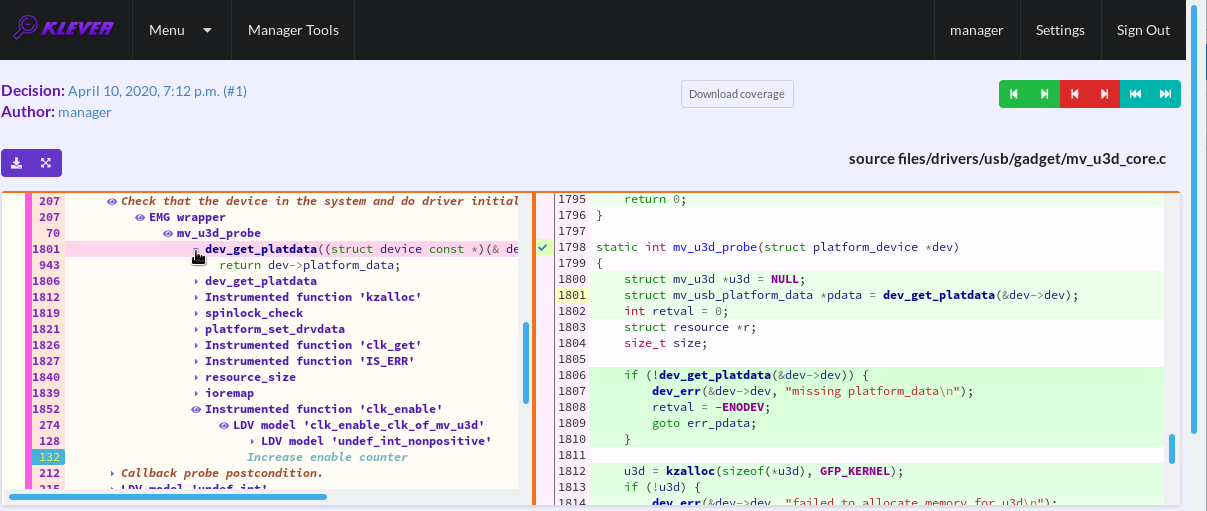 KLEVER Menu Manager Tools manager Settings Sign Out
Decision: April 10, 2020, 7:12 p.m. (#1)
Author: manager
Download coverage
source files/drivers/usb/gadget/mv_u3d_core.c
207 Check that the device in the system and do driver initial
207 EMG wrapper
70 mv_u3d_probe
1801 dev_get_platdata((struct device const *)(& de
943 return dev->platform_data;
1806 dev_get_platdata
1812 Instrumented function 'kzalloc'
1819 spinlock_check
1821 platform_set_drvdata
1826 Instrumented function 'clk_get'
1827 Instrumented function 'IS_ERR'
1840 resource_size
1839 ioremap
1852 Instrumented function 'clk_enable'
274 LDV model 'clk_enable_clk_of_mv_u3d'
128 LDV model 'undef_int_nonpositive'
132 Increase enable counter
212 Callback probe postcondition.
215 LDV model 'undef_int'
1795 return 0;
1796 }
1797
1798 static int mv_u3d_probe(struct platform_device *dev)
1799 {
1800 struct mv_u3d *u3d = NULL;
1801 struct mv_usb_platform_data *pdata = dev_get_platdata(&dev->dev);
1802 int retval = 0;
1803 struct resource *r;
1804 size_t size;
1805
1806 if (!dev_get_platdata(&dev->dev)) {
1807 dev_err(&dev->dev, "missing platform_data\n");
1808 retval = -ENODEV;
1809 goto err_pdata;
1810 }
1811
1812 u3d = kzalloc(sizeof(*u3d), GFP_KERNEL);
1813 if (!u3d) {
1814 dev_err(&dev->dev, "failed to allocate memory for u3d\n");